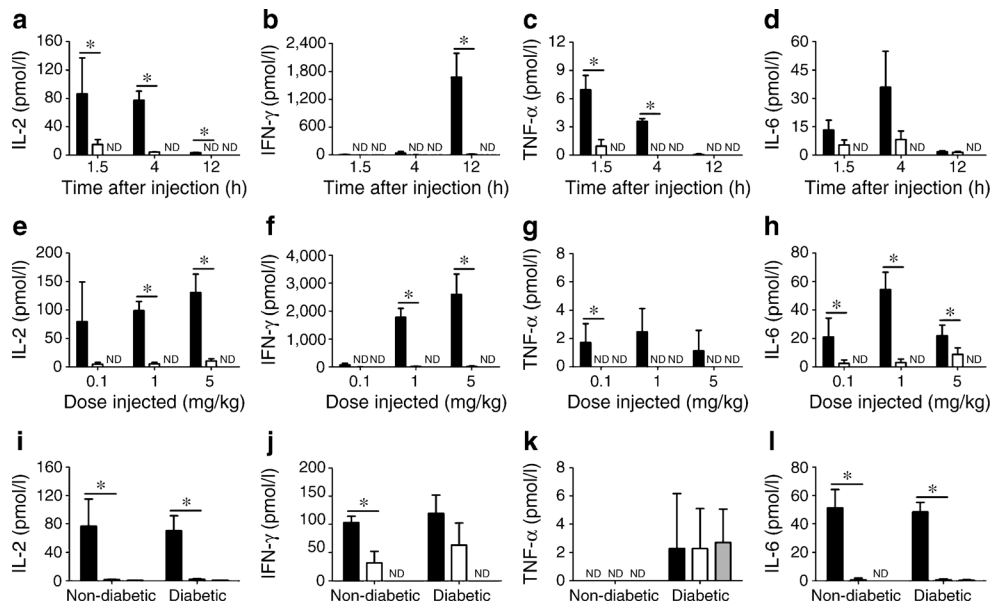 a
IL-2 (pmol/l)
160
120
80
40
0
*
*
*
ND
ND
ND ND
1.5
4
12
Time after injection (h)
b
IFN-γ (pmol/l)
2,400
1,800
1,200
600
0
*
ND ND
ND ND
ND
1.5
4
12
Time after injection (h)
c
TNF-α (pmol/l)
12
9
6
3
0
*
*
ND
ND ND
ND ND
1.5
4
12
Time after injection (h)
d
IL-6 (pmol/l)
60
45
30
15
0
ND
ND
ND
1.5
4
12
Time after injection (h)
e
IL-2 (pmol/l)
200
150
100
50
0
*
*
ND
ND
ND
0.1
1
5
Dose injected (mg/kg)
f
IFN-γ (pmol/l)
4,000
3,000
2,000
1,000
0
*
*
ND ND
ND
ND
0.1
1
5
Dose injected (mg/kg)
g
TNF-α (pmol/l)
8
6
4
2
0
*
ND ND
ND ND
ND ND
0.1
1
5
Dose injected (mg/kg)
h
IL-6 (pmol/l)
80
60
40
20
0
*
*
*
ND
ND
ND
0.1
1
5
Dose injected (mg/kg)
i
IL-2 (pmol/l)
160
120
80
40
0
*
*
Non-diabetic
Diabetic
j
IFN-γ (pmol/l)
200
150
100
50
0
*
ND
ND
Non-diabetic
Diabetic
k
TNF-α (pmol/l)
8
6
4
2
0
ND ND ND
Non-diabetic
Diabetic
l
IL-6 (pmol/l)
80
60
40
20
0
*
*
ND
Non-diabetic
Diabetic